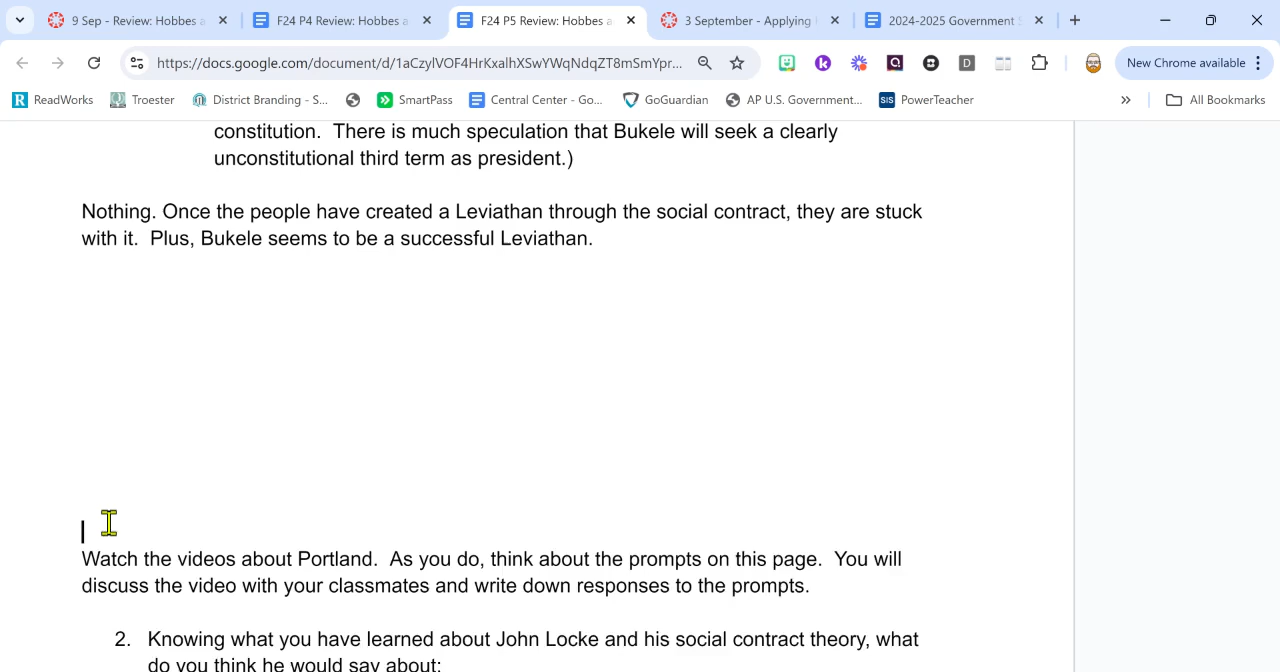 9 Sep - Review: Hobbes a
F24 P4 Review: Hobbes a
F24 P5 Review: Hobbes a
3 September - Applying
2024-2025 Government S
https://docs.google.com/document/d/1aCzylVOF4HrKxalhXSwYWqNdqZT8mSmYpr...
New Chrome available
ReadWorks
Troester
District Branding - S...
SmartPass
Central Center - Go...
GoGuardian
AP U.S. Government...
SIS
PowerTeacher
All Bookmarks
constitution.  There is much speculation that Bukele will seek a clearly
unconstitutional third term as president.)
Nothing. Once the people have created a Leviathan through the social contract, they are stuck
with it.  Plus, Bukele seems to be a successful Leviathan.
Watch the videos about Portland.  As you do, think about the prompts on this page.  You will
discuss the video with your classmates and write down responses to the prompts.
2. Knowing what you have learned about John Locke and his social contract theory, what
do you think he would say about: